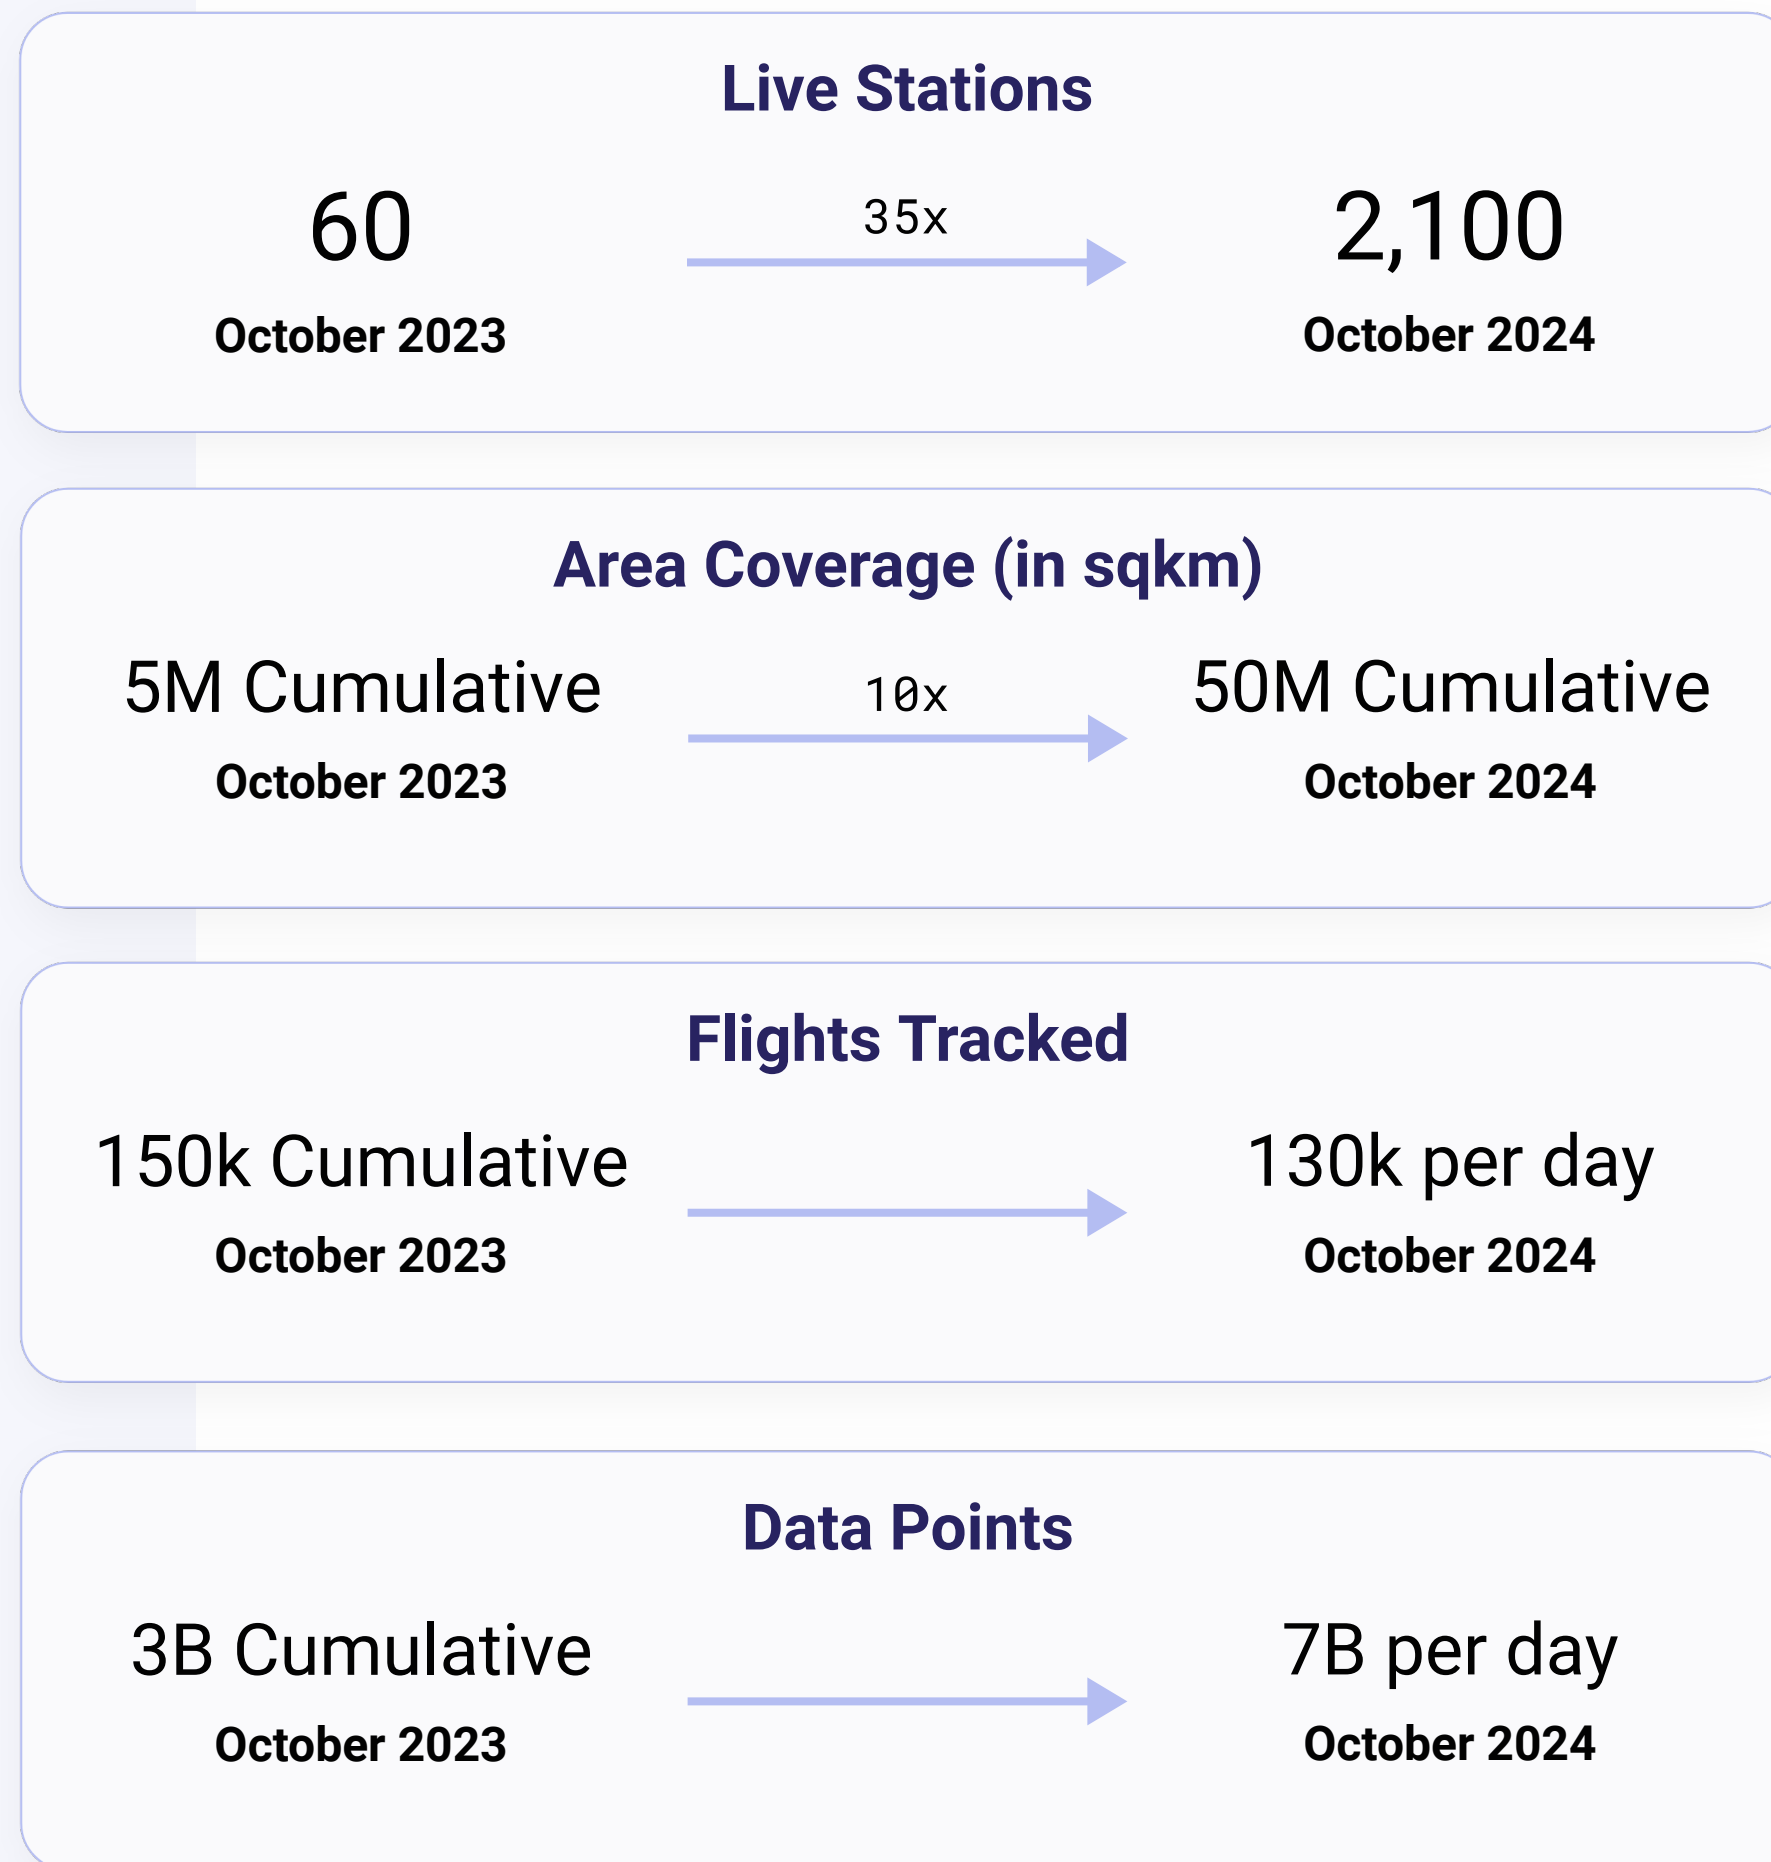 Live Stations
60
35x
2,100
October 2023
October 2024
Area Coverage (in sqkm)
5M Cumulative
10x
50M Cumulative
October 2023
October 2024
Flights Tracked
150k Cumulative
130k per day
October 2023
October 2024
Data Points
3B Cumulative
7B per day
October 2023
October 2024